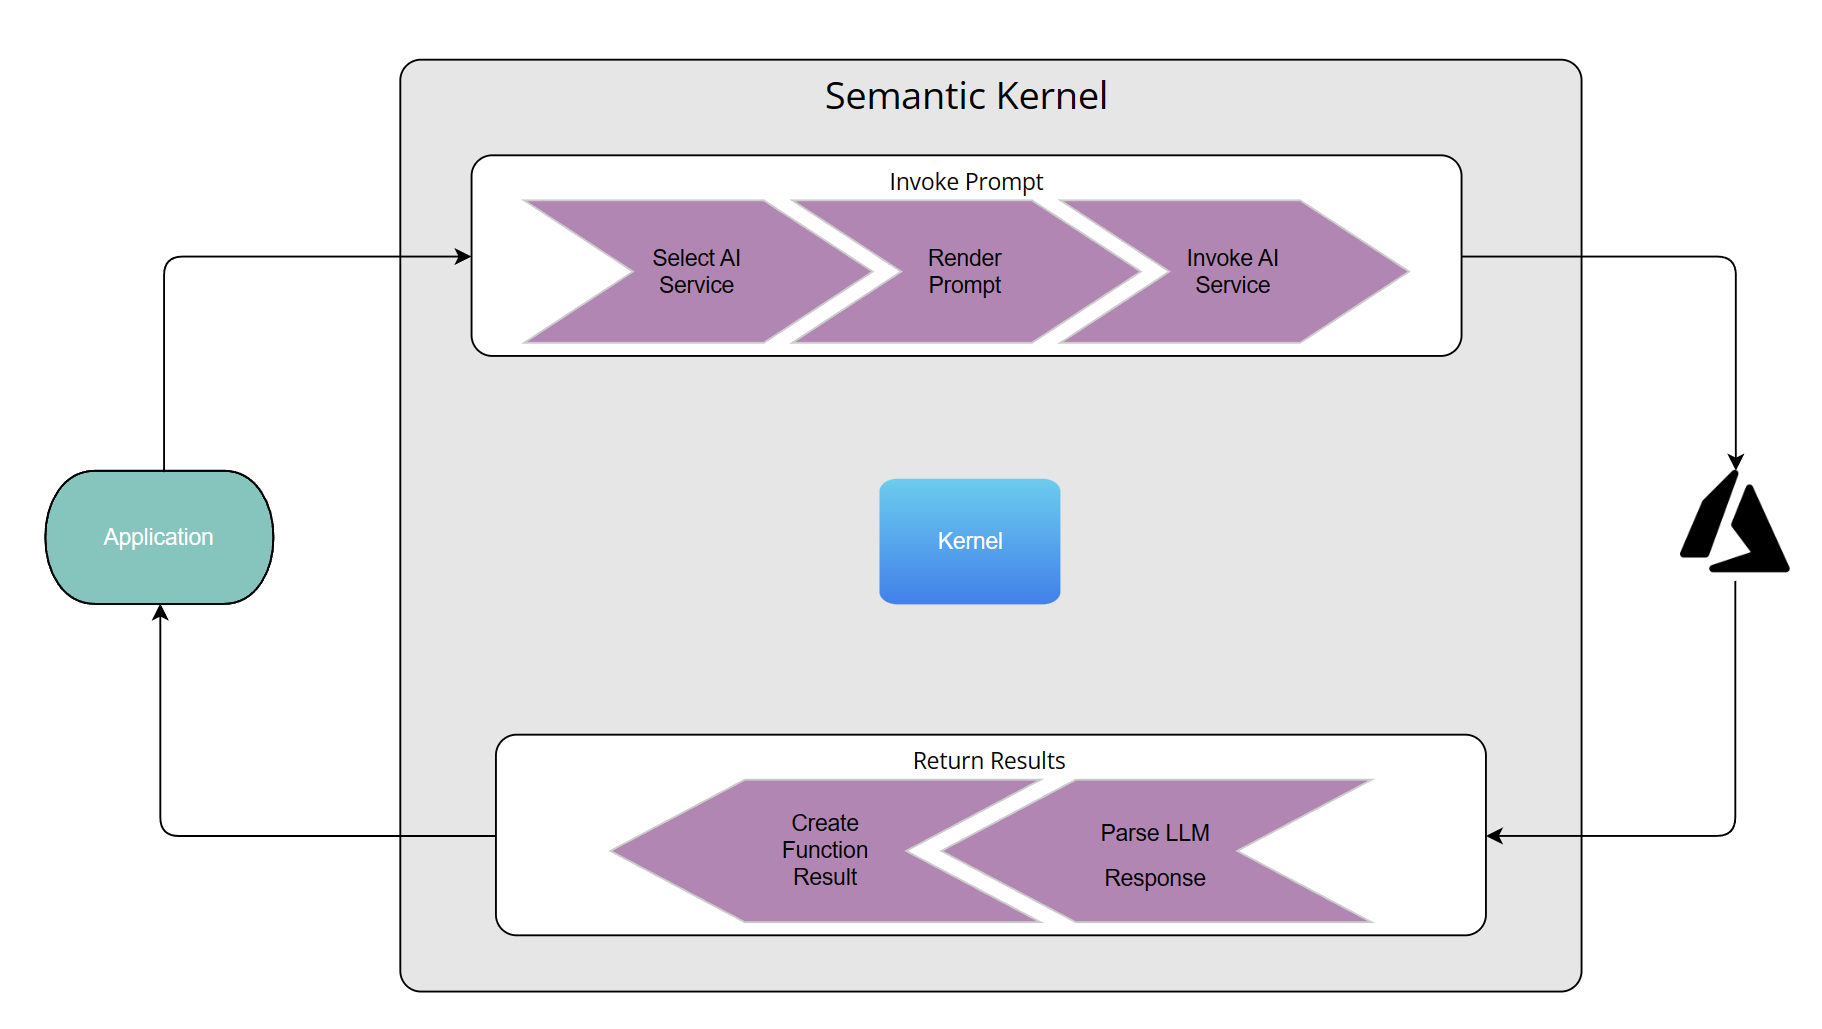 Semantic Kernel
Invoke Prompt
Select AI
Service
Render
Prompt
Invoke AI
Service
Application
Kernel
Return Results
Create
Function
Result
Parse LLM
Response